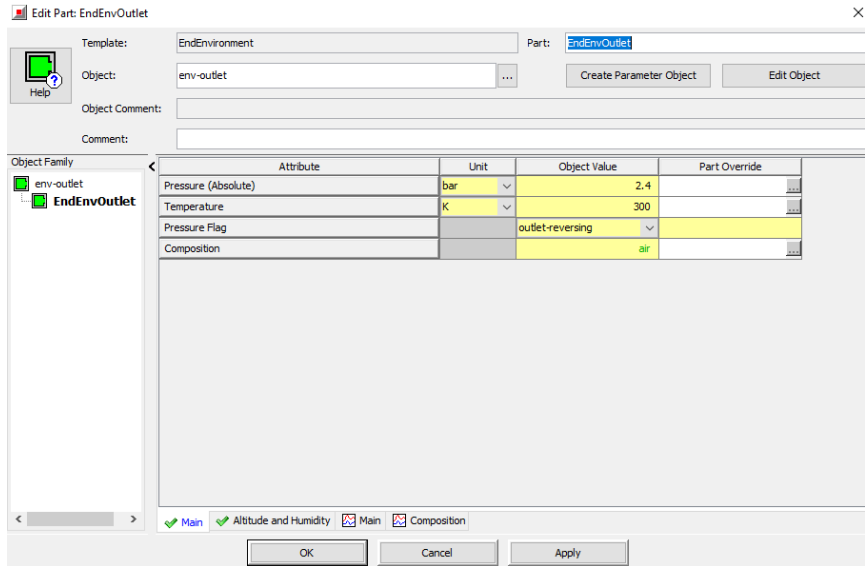 Edit Part: EndEnvOutlet
Template: EndEnvironment Part: EndEnvOutlet
Help
Object: env-outlet ... Create Parameter Object Edit Object
Object Comment:
Comment:
Object Family
env-outlet
EndEnvOutlet
Attribute Unit Object Value Part Override
Pressure (Absolute) bar 2.4 ...
Temperature K 300 ...
Pressure Flag outlet-reversing
Composition air ...
Main Altitude and Humidity Main Composition
OK Cancel Apply